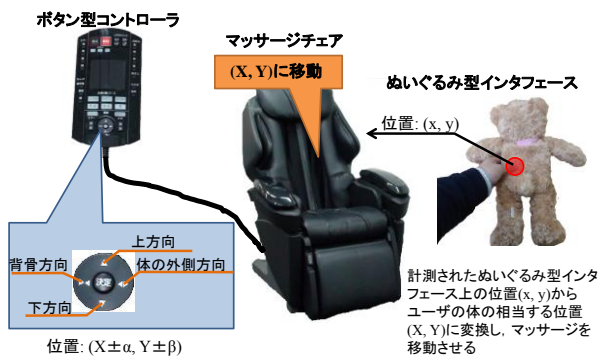 ボタン型コントローラ
マッサージチェア
(X, Y)に移動
ぬいぐるみ型インタフェース
位置: (x, y)
上方向
背骨方向
体の外側方向
決定
下方向
位置: (X±α, Y±β)
計測されたぬいぐるみ型インタ
フェース上の位置(x, y)から
ユーザの体の相当する位置
(X, Y)に変換し，マッサージを
移動させる